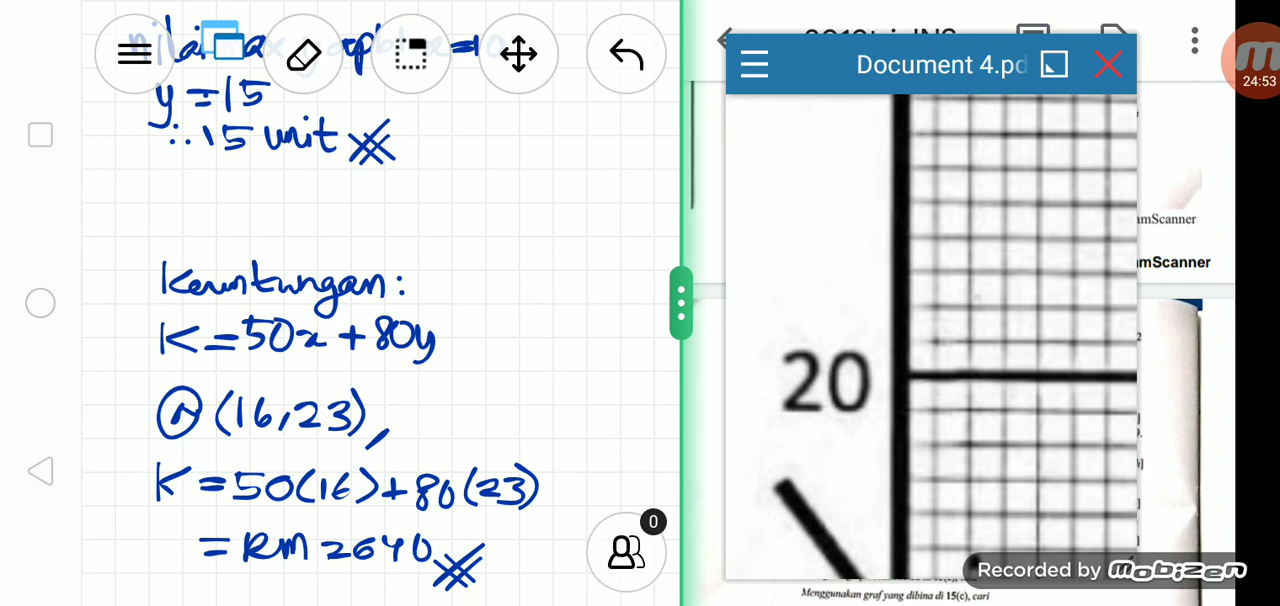 y = 15
∴ 15 unit
Keuntungan:
K = 50x + 80y
(16,23),
K = 50(16) + 80(23)
= RM 2640
0
Document 4.pd
20
24:53
mScanner
mScanner
Recorded by Mobizen
Menggunakan graf yang dibina di 15(c), cari